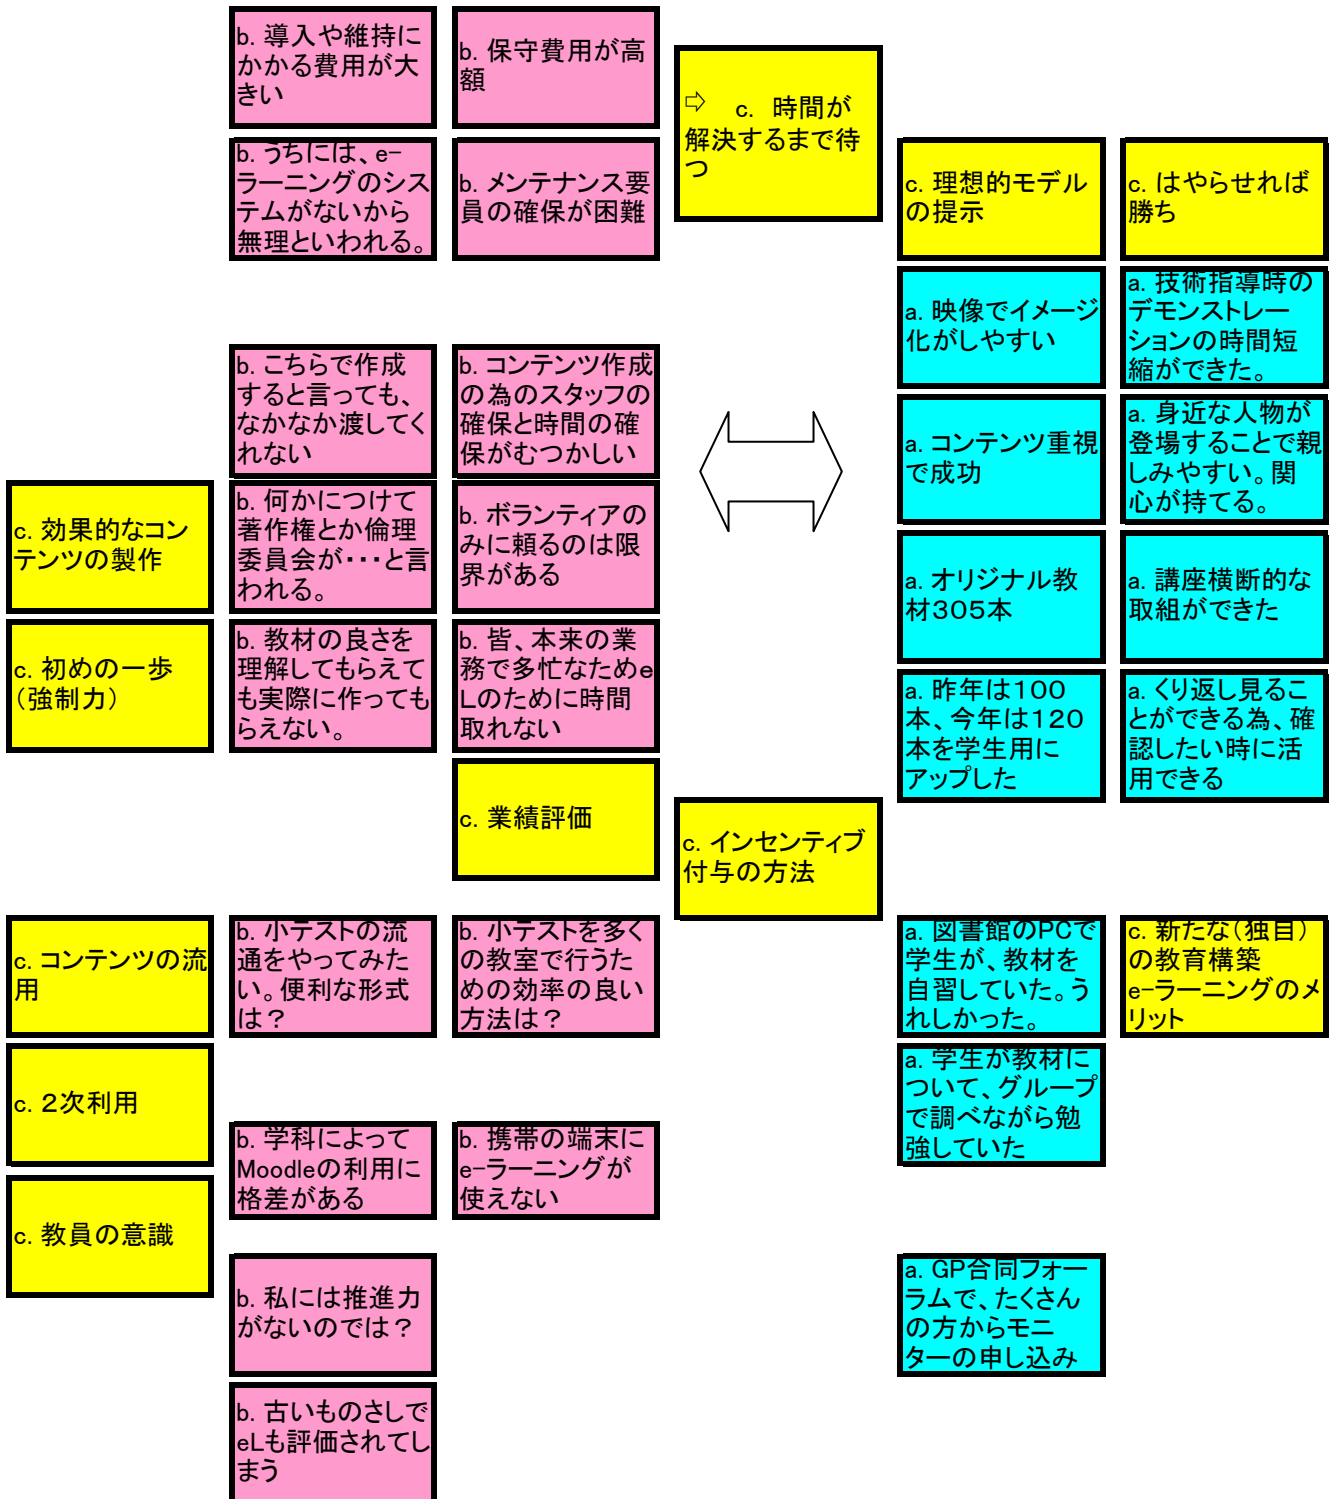 b. 導入や維持に
かかる費用が大
きい
b. 保守費用が高
額
⇨　c. 時間が
解決するまで待
つ
b. うちには、e-
ラーニングのシス
テムがないから
無理といわれる。
b. メンテナンス要
員の確保が困難
c. 理想的モデル
の提示
c. はやらせれば
勝ち
a. 映像でイメージ
化がしやすい
a. 技術指導時の
デモンストレー
ションの時間短
縮ができた。
b. こちらで作成
すると言っても、
なかなか渡してく
れない
b. コンテンツ作成
の為のスタッフの
確保と時間の確
保がむつかしい
a. コンテンツ重視
で成功
a. 身近な人物が
登場することで親
しみやすい。関
心が持てる。
c. 効果的なコン
テンツの製作
b. 何かにつけて
著作権とか倫理
委員会が・・・と言
われる。
b. ボランティアの
みに頼るのは限
界がある
a. オリジナル教
材３０５本
a. 講座横断的な
取組ができた
c. 初めの一歩
（強制力）
b. 教材の良さを
理解してもらえて
も実際に作っても
らえない。
b. 皆、本来の業
務で多忙なためｅ
Ｌのために時間
取れない
a. 昨年は１００
本、今年は１２０
本を学生用に
アップした
a. くり返し見るこ
とができる為、確
認したい時に活
用できる
c. 業績評価
c. インセンティブ
付与の方法
c. コンテンツの流
用
b. 小テストの流
通をやってみた
い。便利な形式
は？
b. 小テストを多く
の教室で行うた
めの効率の良い
方法は？
a. 図書館のPCで
学生が、教材を
自習していた。う
れしかった。
c. 新たな（独自）
の教育構築
e-ラーニングのメ
リット
c. ２次利用
a. 学生が教材に
ついて、グループ
で調べながら勉
強していた
b. 学科によって
Moodleの利用に
格差がある
b. 携帯の端末に
e-ラーニングが
使えない
c. 教員の意識
b. 私には推進力
がないのでは？
a. GP合同フォー
ラムで、たくさん
の方からモニ
ターの申し込み
b. 古いものさしで
eLも評価されてし
まう